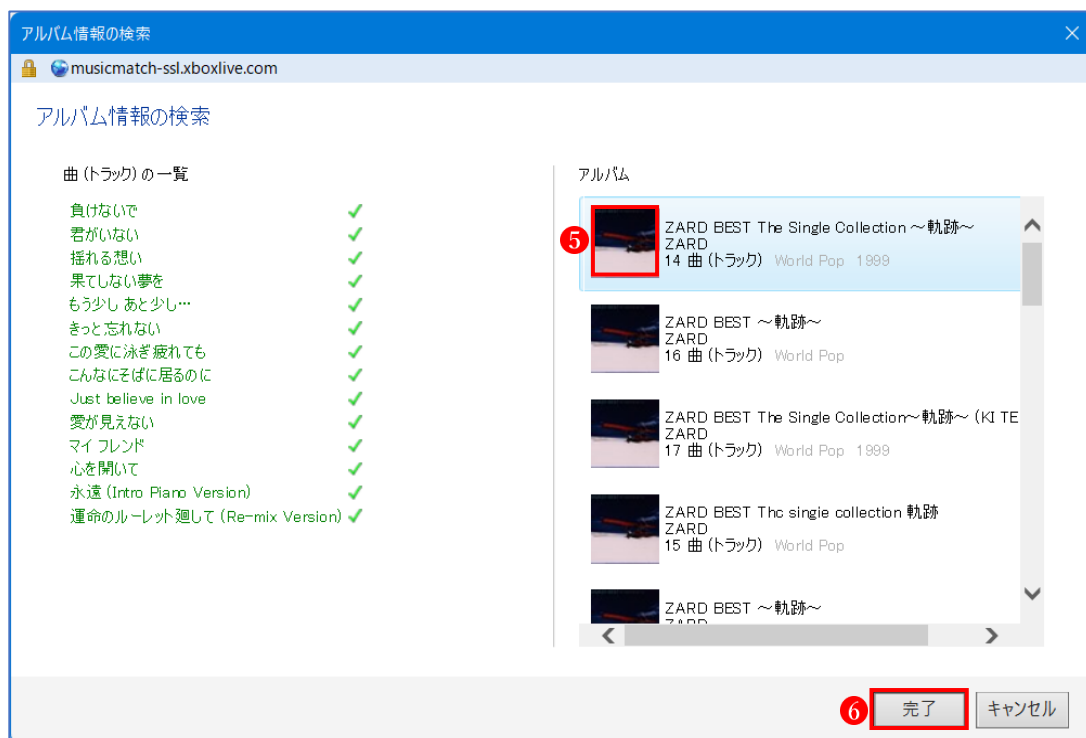 アルバム情報の検索
musicmatch-ssl.xboxlive.com
アルバム情報の検索
曲 (トラック) の一覧
負けないで
君がいない
揺れる想い
果てしない夢を
もう少し あと少し…
きっと忘れない
この愛に泳ぎ疲れても
こんなにそばに居るのに
Just believe in love
愛が見えない
マイ フレンド
心を開いて
永遠 (Intro Piano Version)
運命のルーレット廻して (Re-mix Version)
アルバム
5
ZARD BEST The Single Collection ～軌跡～
ZARD
14 曲 (トラック) World Pop 1999
ZARD BEST ～軌跡～
ZARD
16 曲 (トラック) World Pop
ZARD BEST The Single Collection～軌跡～ (KI TE
ZARD
17 曲 (トラック) World Pop 1999
ZARD BEST Thc singie collection 軌跡
ZARD
15 曲 (トラック) World Pop
ZARD BEST ～軌跡～
ZARD
6
完了
キャンセル